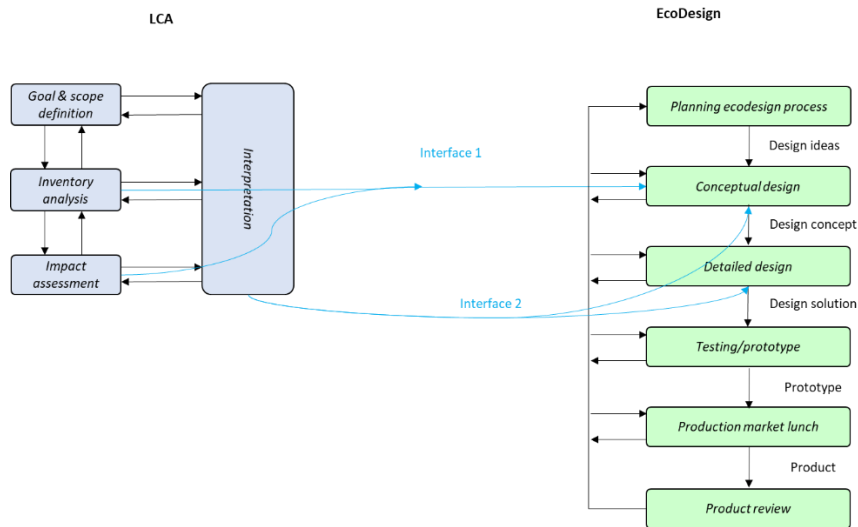 LCA
EcoDesign
Goal & scope
definition
Inventory
analysis
Impact
assessment
Interpretation
Interface 1
Interface 2
Planning ecodesign process
Design ideas
Conceptual design
Design concept
Detailed design
Design solution
Testing/prototype
Prototype
Production market lunch
Product
Product review